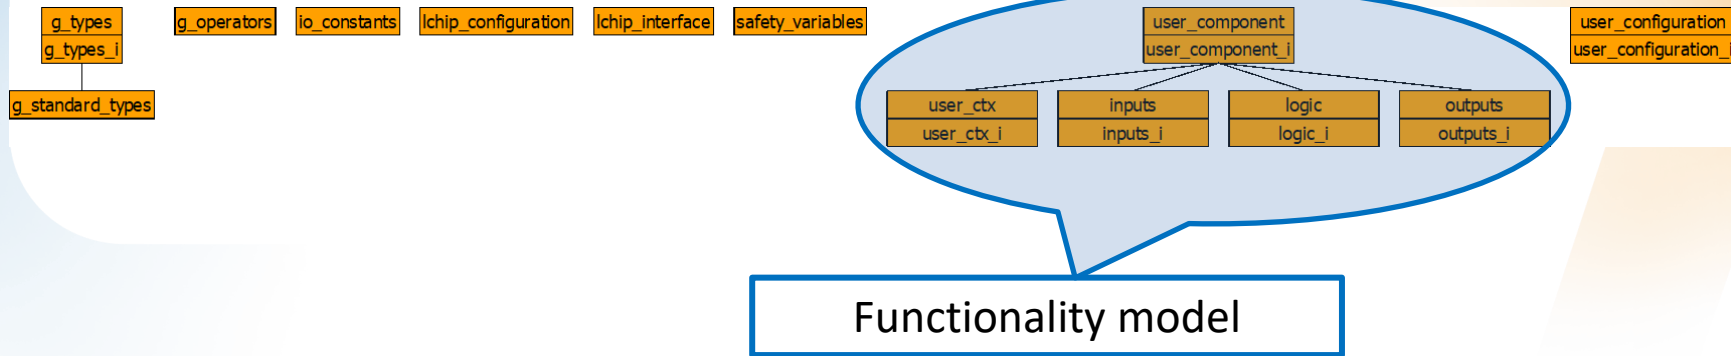 g_types
g_types_i
g_standard_types
g_operators
io_constants
lchip_configuration
lchip_interface
safety_variables
user_component
user_component_i
user_ctx
user_ctx_i
inputs
inputs_i
logic
logic_i
outputs
outputs_i
user_configuration
user_configuration_i
Functionality model